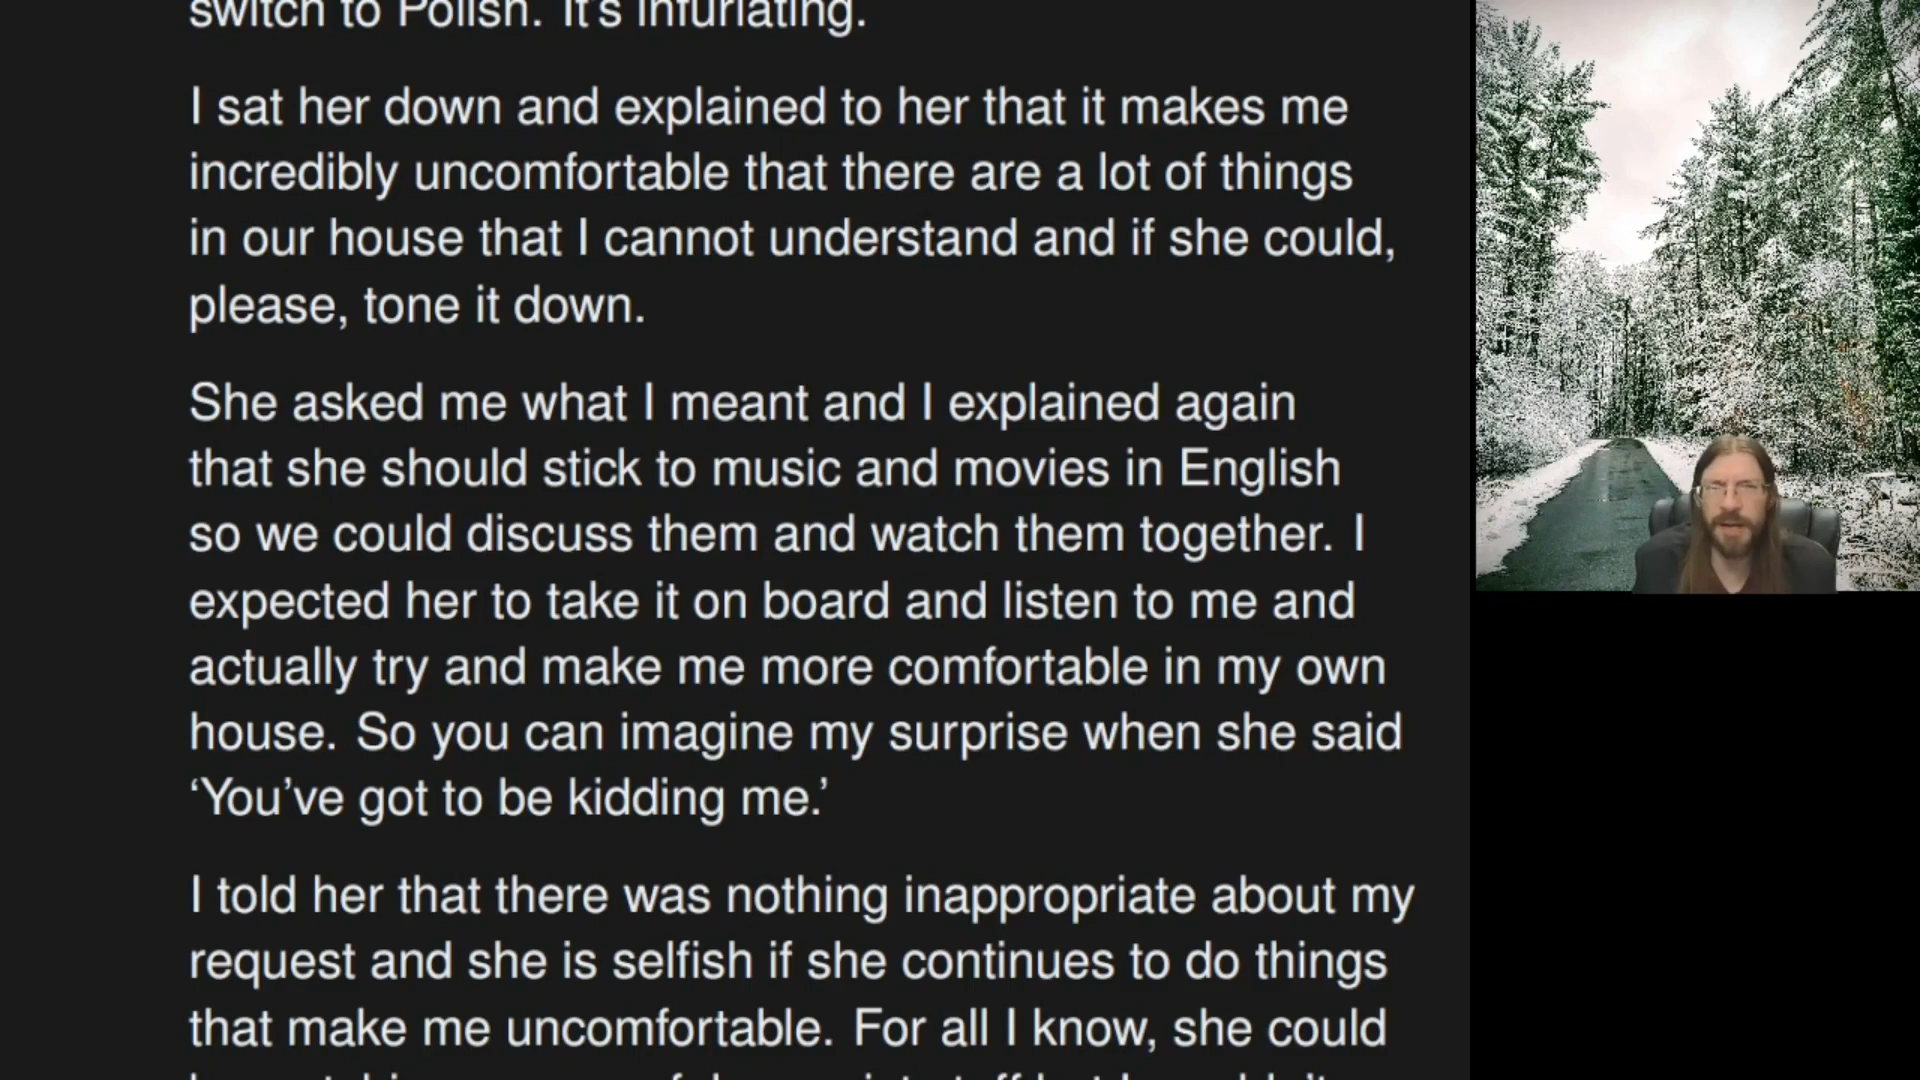 switch to Polish. It's infuriating.
I sat her down and explained to her that it makes me
incredibly uncomfortable that there are a lot of things
in our house that I cannot understand and if she could,
please, tone it down.
She asked me what I meant and I explained again
that she should stick to music and movies in English
so we could discuss them and watch them together. I
expected her to take it on board and listen to me and
actually try and make me more comfortable in my own
house. So you can imagine my surprise when she said
‘You’ve got to be kidding me.’
I told her that there was nothing inappropriate about my
request and she is selfish if she continues to do things
that make me uncomfortable. For all I know, she could